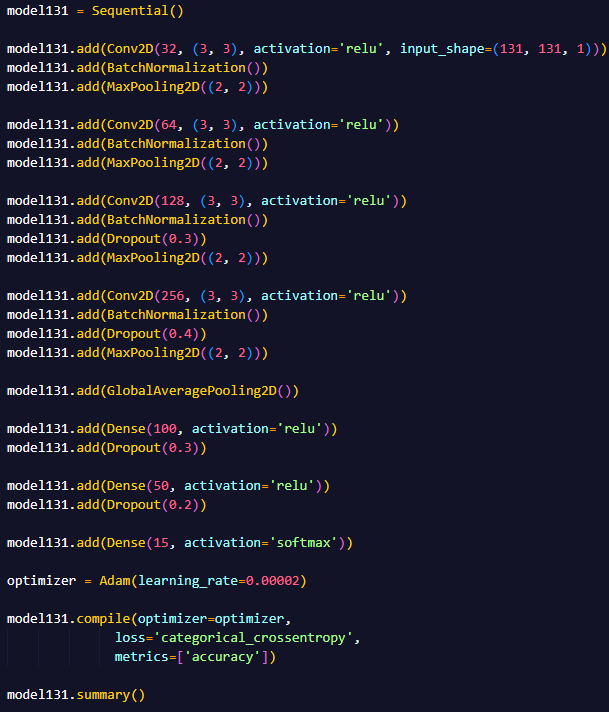 model131 = Sequential()
model131.add(Conv2D(32, (3, 3), activation='relu', input_shape=(131, 131, 1)))
model131.add(BatchNormalization())
model131.add(MaxPooling2D((2, 2)))
model131.add(Conv2D(64, (3, 3), activation='relu'))
model131.add(BatchNormalization())
model131.add(MaxPooling2D((2, 2)))
model131.add(Conv2D(128, (3, 3), activation='relu'))
model131.add(BatchNormalization())
model131.add(Dropout(0.3))
model131.add(MaxPooling2D((2, 2)))
model131.add(Conv2D(256, (3, 3), activation='relu'))
model131.add(BatchNormalization())
model131.add(Dropout(0.4))
model131.add(MaxPooling2D((2, 2)))
model131.add(GlobalAveragePooling2D())
model131.add(Dense(100, activation='relu'))
model131.add(Dropout(0.3))
model131.add(Dense(50, activation='relu'))
model131.add(Dropout(0.2))
model131.add(Dense(15, activation='softmax'))
optimizer = Adam(learning_rate=0.00002)
model131.compile(optimizer=optimizer,
              loss='categorical_crossentropy',
              metrics=['accuracy'])
model131.summary()